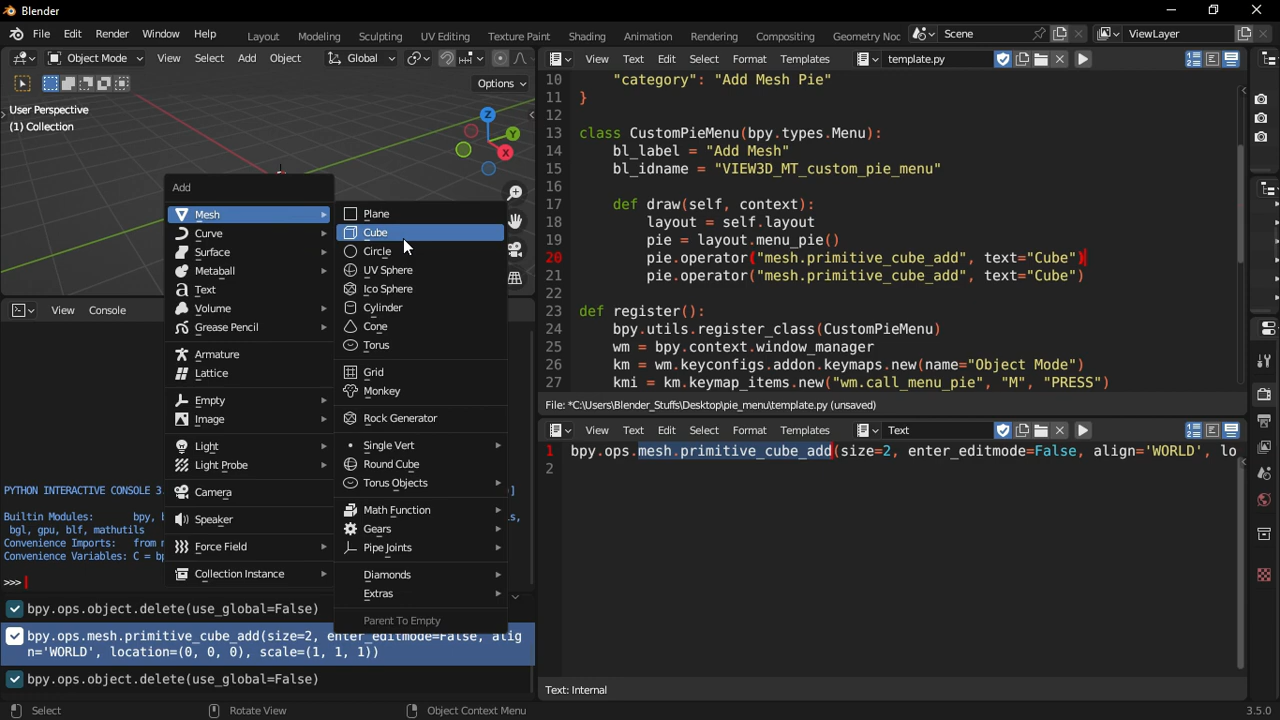 Blender
File Edit Render Window Help Layout Modeling Sculpting UV Editing Texture Paint Shading Animation Rendering Compositing Geometry Noc Scene ViewLayer
Object Mode View Select Add Object Global
Options
User Perspective
(1) Collection
Z
Y
X
Add
Mesh
Curve
Surface
Metaball
Text
Volume
Grease Pencil
Armature
Lattice
Empty
Image
Light
Light Probe
Camera
Speaker
Force Field
Collection Instance
Plane
Cube
Circle
UV Sphere
Ico Sphere
Cylinder
Cone
Torus
Grid
Monkey
Rock Generator
Single Vert
Round Cube
Torus Objects
Math Function
Gears
Pipe Joints
Diamonds
Extras
Parent To Empty
View Console
PYTHON INTERACTIVE CONSOLE 3. ]
Builtin Modules: bpy, b s,
bgl, gpu, blf, mathutils
Convenience Imports: from m
Convenience Variables: C = bp
>>>
bpy.ops.object.delete(use_global=False)
bpy.ops.mesh.primitive_cube_add(size=2, enter_editmode=False, alig
n='WORLD', location=(0, 0, 0), scale=(1, 1, 1))
bpy.ops.object.delete(use_global=False)
View Text Edit Select Format Templates template.py
10 "category": "Add Mesh Pie"
11 }
12
13 class CustomPieMenu(bpy.types.Menu):
14 bl_label = "Add Mesh"
15 bl_idname = "VIEW3D_MT_custom_pie_menu"
16
17 def draw(self, context):
18 layout = self.layout
19 pie = layout.menu_pie()
20 pie.operator("mesh.primitive_cube_add", text="Cube")
21 pie.operator("mesh.primitive_cube_add", text="Cube")
22
23 def register():
24 bpy.utils.register_class(CustomPieMenu)
25 wm = bpy.context.window_manager
26 km = wm.keyconfigs.addon.keymaps.new(name="Object Mode")
27 kmi = km.keymap_items.new("wm.call_menu_pie", "M", "PRESS")
File: *C:\Users\Blender_Stuffs\Desktop\pie_menu\template.py (unsaved)
View Text Edit Select Format Templates Text
1 bpy.ops.mesh.primitive_cube_add(size=2, enter_editmode=False, align='WORLD', lo
2
Text: Internal
Select Rotate View Object Context Menu 3.5.0